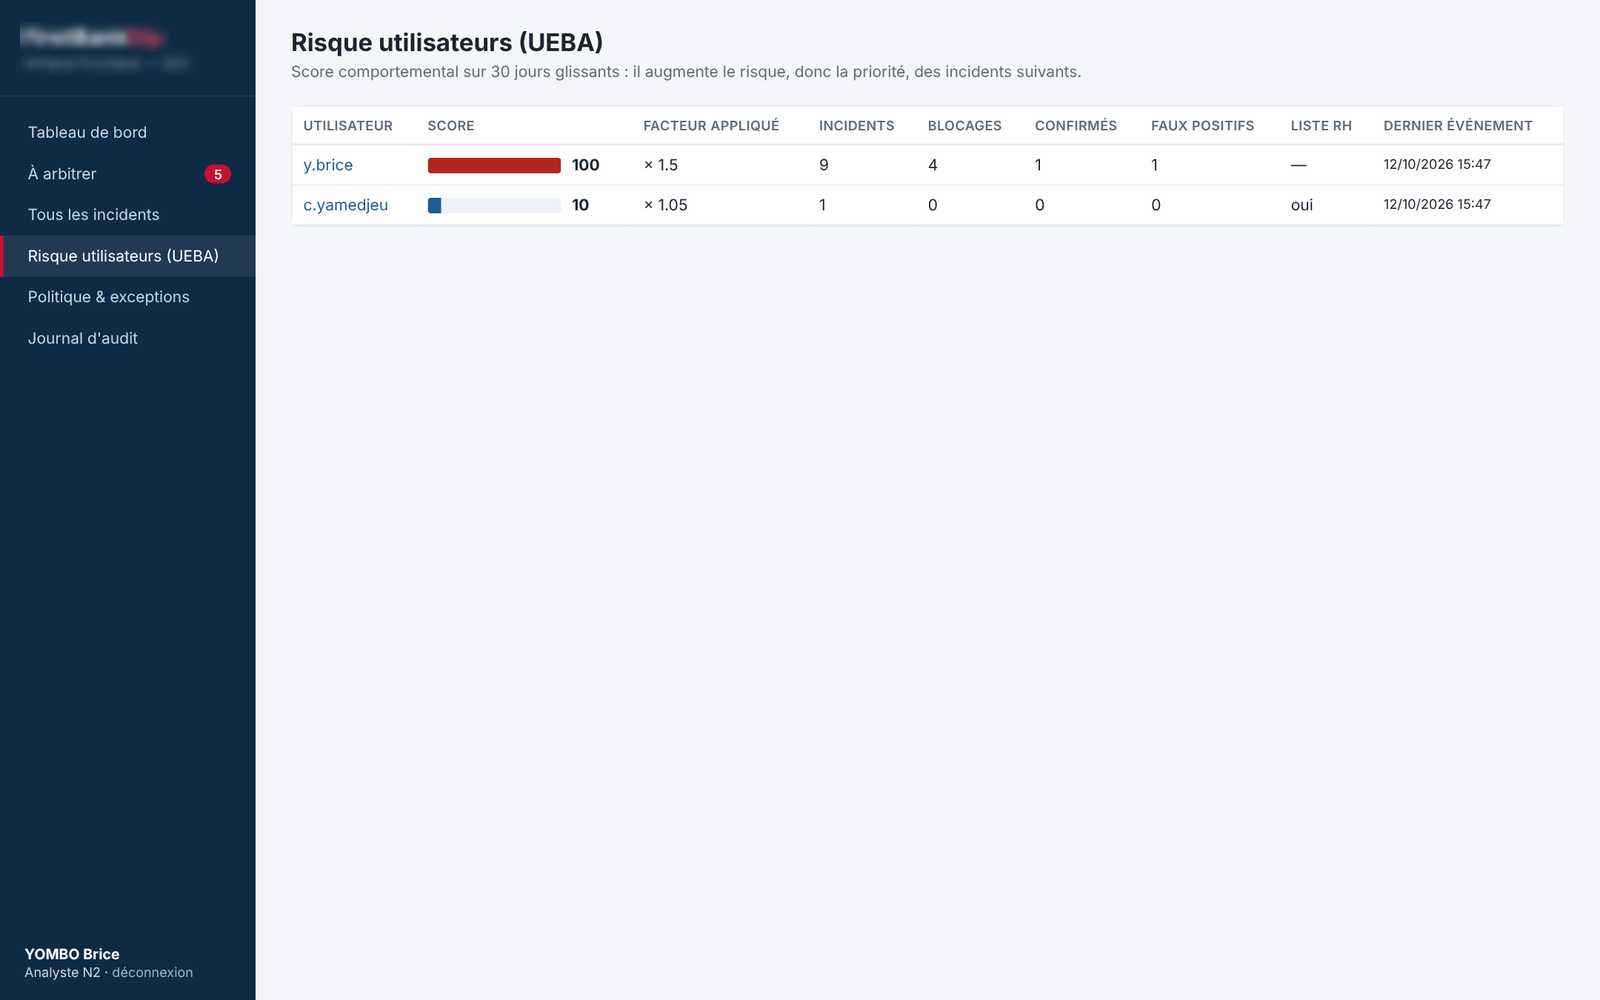 Tableau de bord
À arbitrer 5
Tous les incidents
Risque utilisateurs (UEBA)
Politique & exceptions
Journal d'audit
YOMBO Brice
Analyste N2 · déconnexion
Risque utilisateurs (UEBA)
Score comportemental sur 30 jours glissants : il augmente le risque, donc la priorité, des incidents suivants.
UTILISATEUR SCORE FACTEUR APPLIQUÉ INCIDENTS BLOCAGES CONFIRMÉS FAUX POSITIFS LISTE RH DERNIER ÉVÉNEMENT
y.brice 100 × 1.5 9 4 1 1 — 12/10/2026 15:47
c.yamedjeu 10 × 1.05 1 0 0 0 oui 12/10/2026 15:47